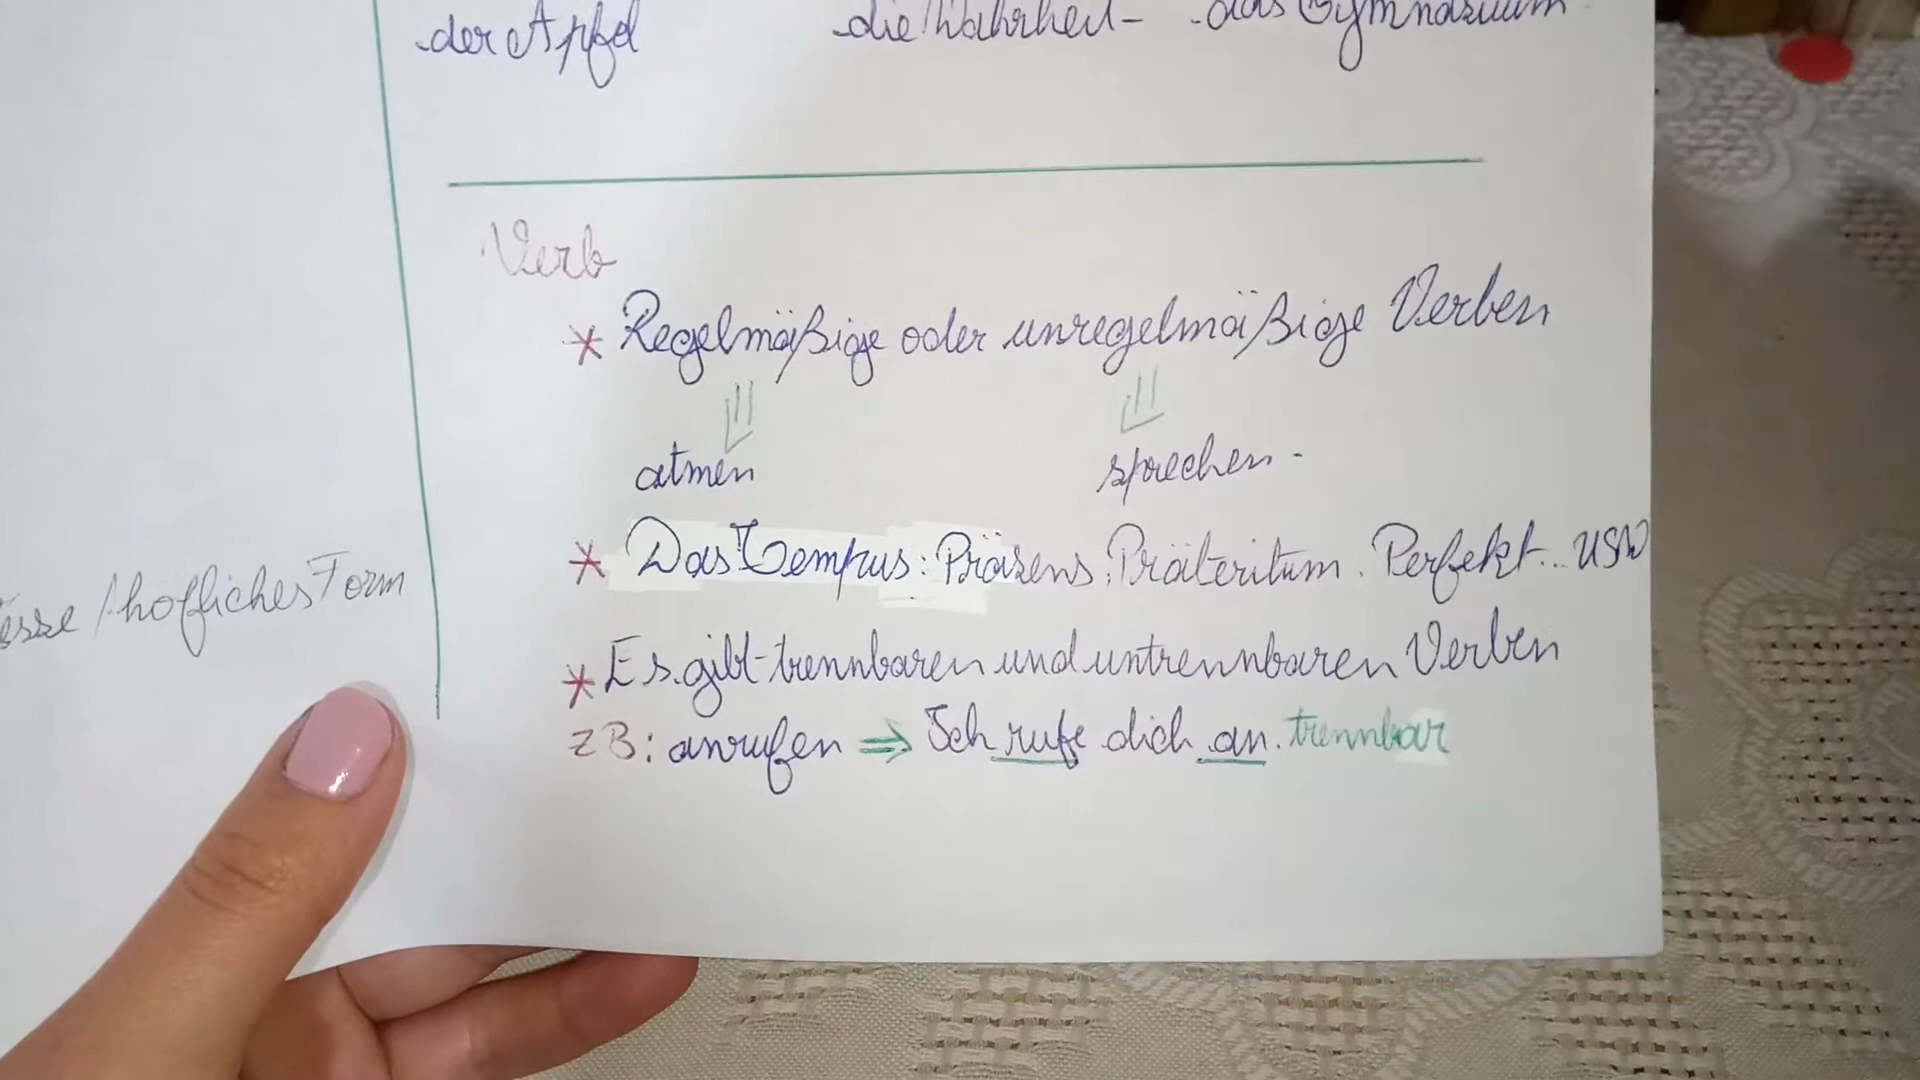 -der Apfel -die Wahrheit- -das Gymnasium
Verb
* Regelmäßige oder unregelmäßige Verben
atmen sprechen.
* Das Tempus: Präsens, Präteritum. Perfekt... usw
* Es gibt trennbaren und untrennbaren Verben
ZB: anrufen ⇒ Ich rufe dich an. trennbar
/höffliches Form